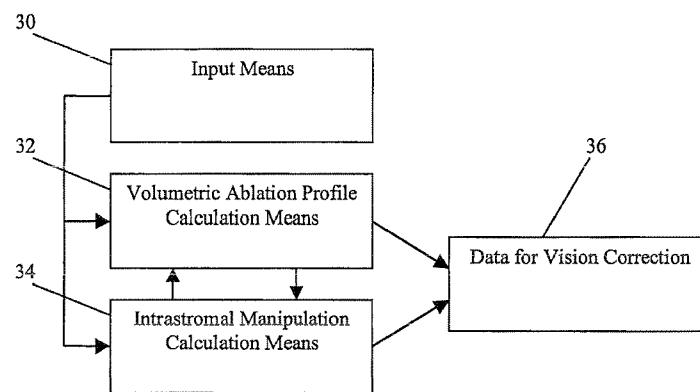 30
Input Means
32
36
Volumetric Ablation Profile
Calculation Means
Data for Vision Correction
34
Intrastromal Manipulation
Calculation Means